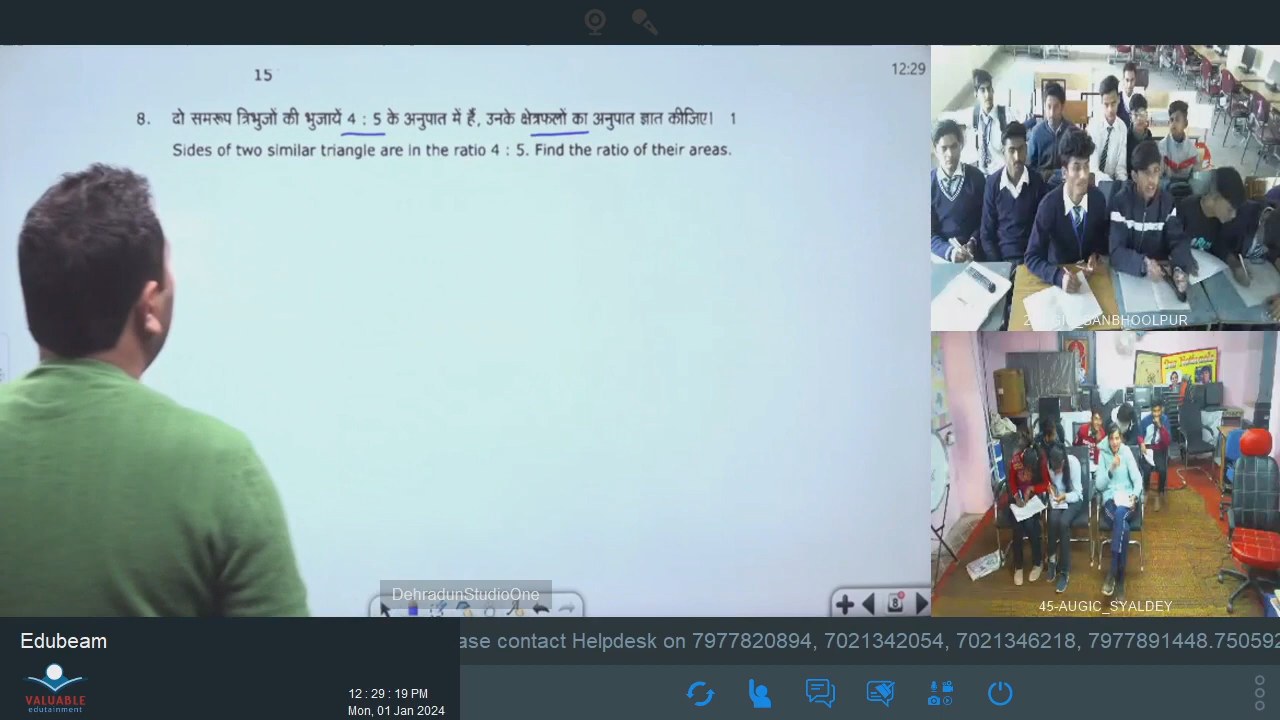 15
12:29
8. दो समरूप त्रिभुजों की भुजायें 4 : 5 के अनुपात में हैं, उनके क्षेत्रफलों का अनुपात ज्ञात कीजिए। 1
Sides of two similar triangle are in the ratio 4 : 5. Find the ratio of their areas.
DehradunStudioOne
8
SANBHOOLPUR
45-AUGIC_SYALDEY
Edubeam
ase contact Helpdesk on 7977820894, 7021342054, 7021346218, 7977891448.750592
VALUABLE
edutainment
12 : 29 : 19 PM
Mon, 01 Jan 2024